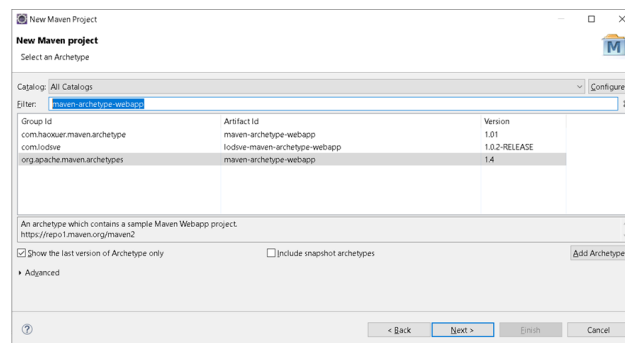 New Maven Project
New Maven project
Select an Archetype
M
Catalog: All Catalogs Configure
Filter: maven-archetype-webapp
Group Id Artifact Id Version
com.haoxuer.maven.archetype maven-archetype-webapp 1.01
com.lodsve lodsve-maven-archetype-webapp 1.0.2-RELEASE
org.apache.maven.archetypes maven-archetype-webapp 1.4
An archetype which contains a sample Maven Webapp project.
https://repo1.maven.org/maven2
Show the last version of Archetype only Include snapshot archetypes Add Archetype
Advanced
? < Back Next > Finish Cancel